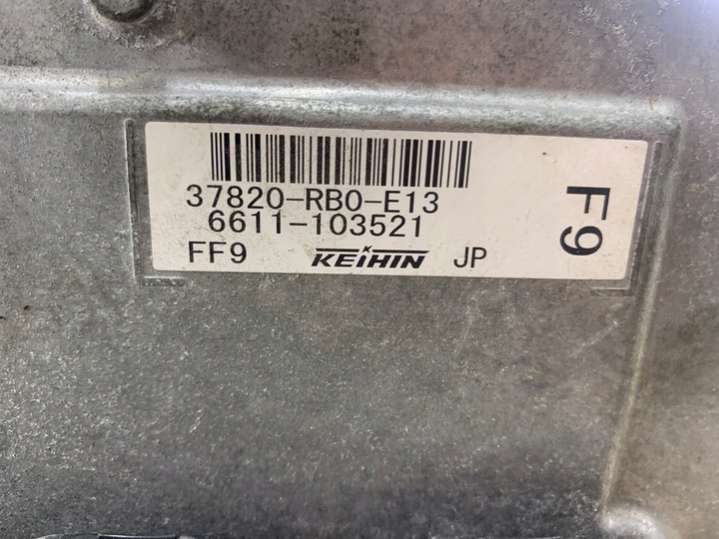 37820-RB0-E13
6611-103521
FF9 KEIHIN JP
F9